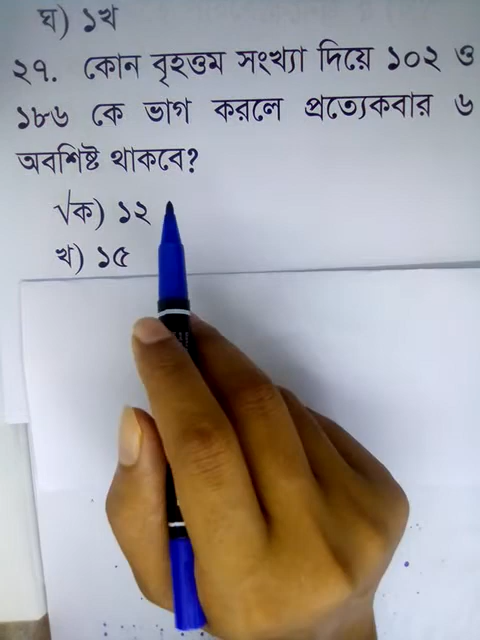 ঘ) ১খ
২৭. কোন বৃহত্তম সংখ্যা দিয়ে ১০২ ও
১৮৬ কে ভাগ করলে প্রত্যেকবার ৬
অবশিষ্ট থাকবে?
√ক) ১২
খ) ১৫